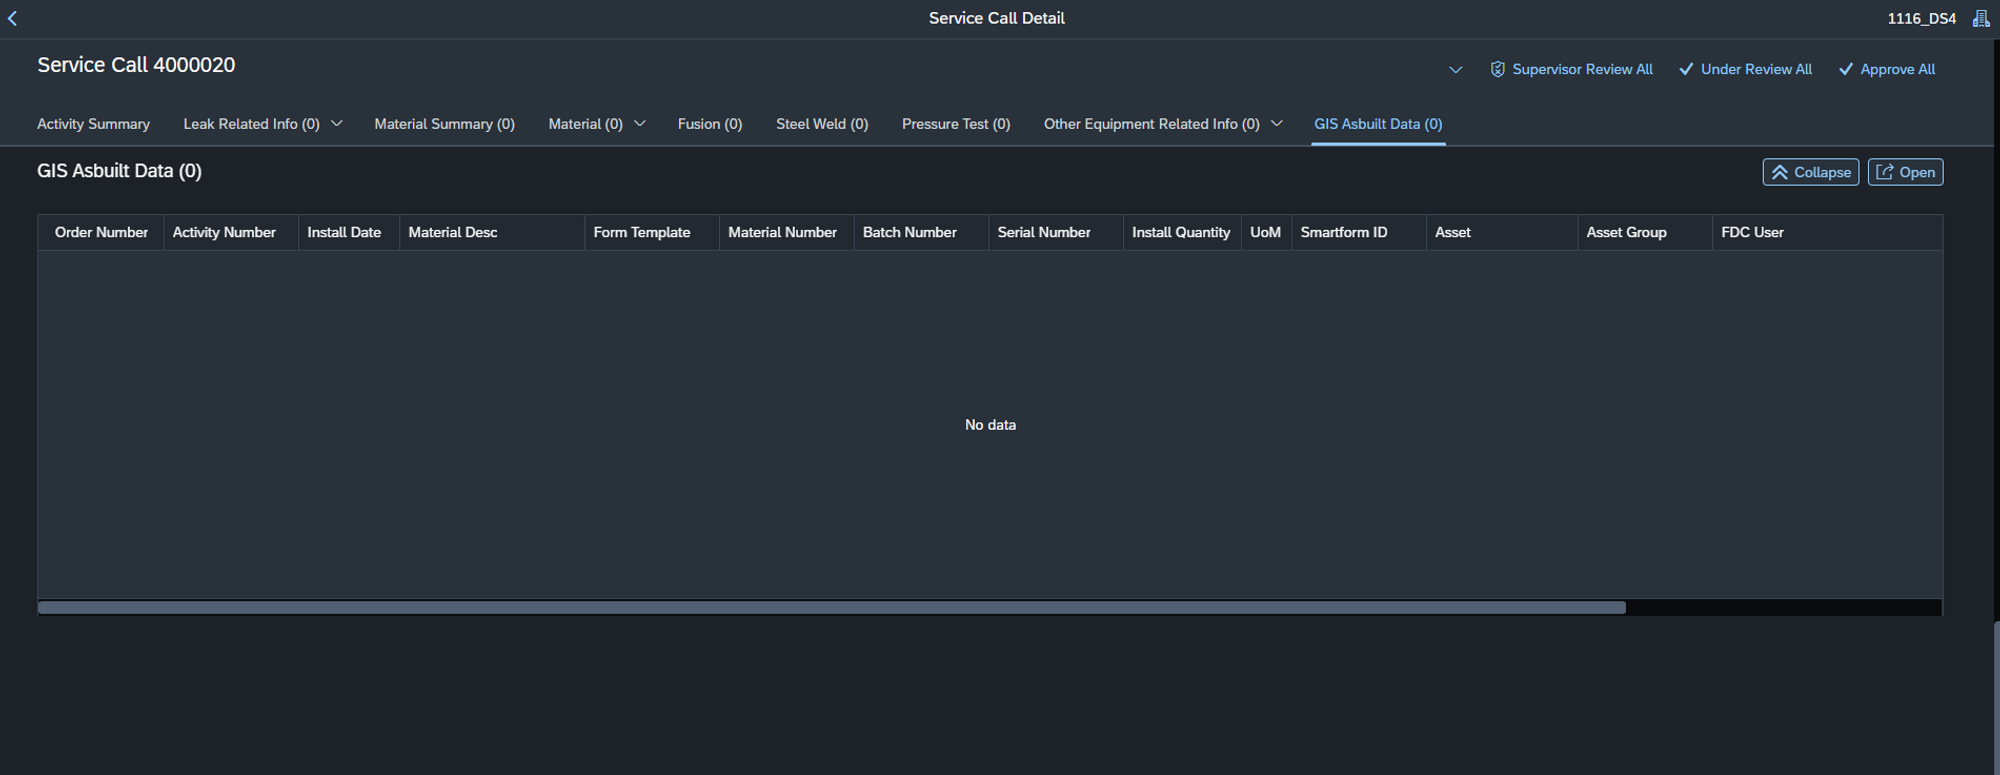 Service Call Detail
1116_DS4
Service Call 4000020
Supervisor Review All
Under Review All
Approve All
Activity Summary
Leak Related Info (0)
Material Summary (0)
Material (0)
Fusion (0)
Steel Weld (0)
Pressure Test (0)
Other Equipment Related Info (0)
GIS Asbuilt Data (0)
GIS Asbuilt Data (0)
Collapse
Open
Order Number
Activity Number
Install Date
Material Desc
Form Template
Material Number
Batch Number
Serial Number
Install Quantity
UoM
Smartform ID
Asset
Asset Group
FDC User
No data